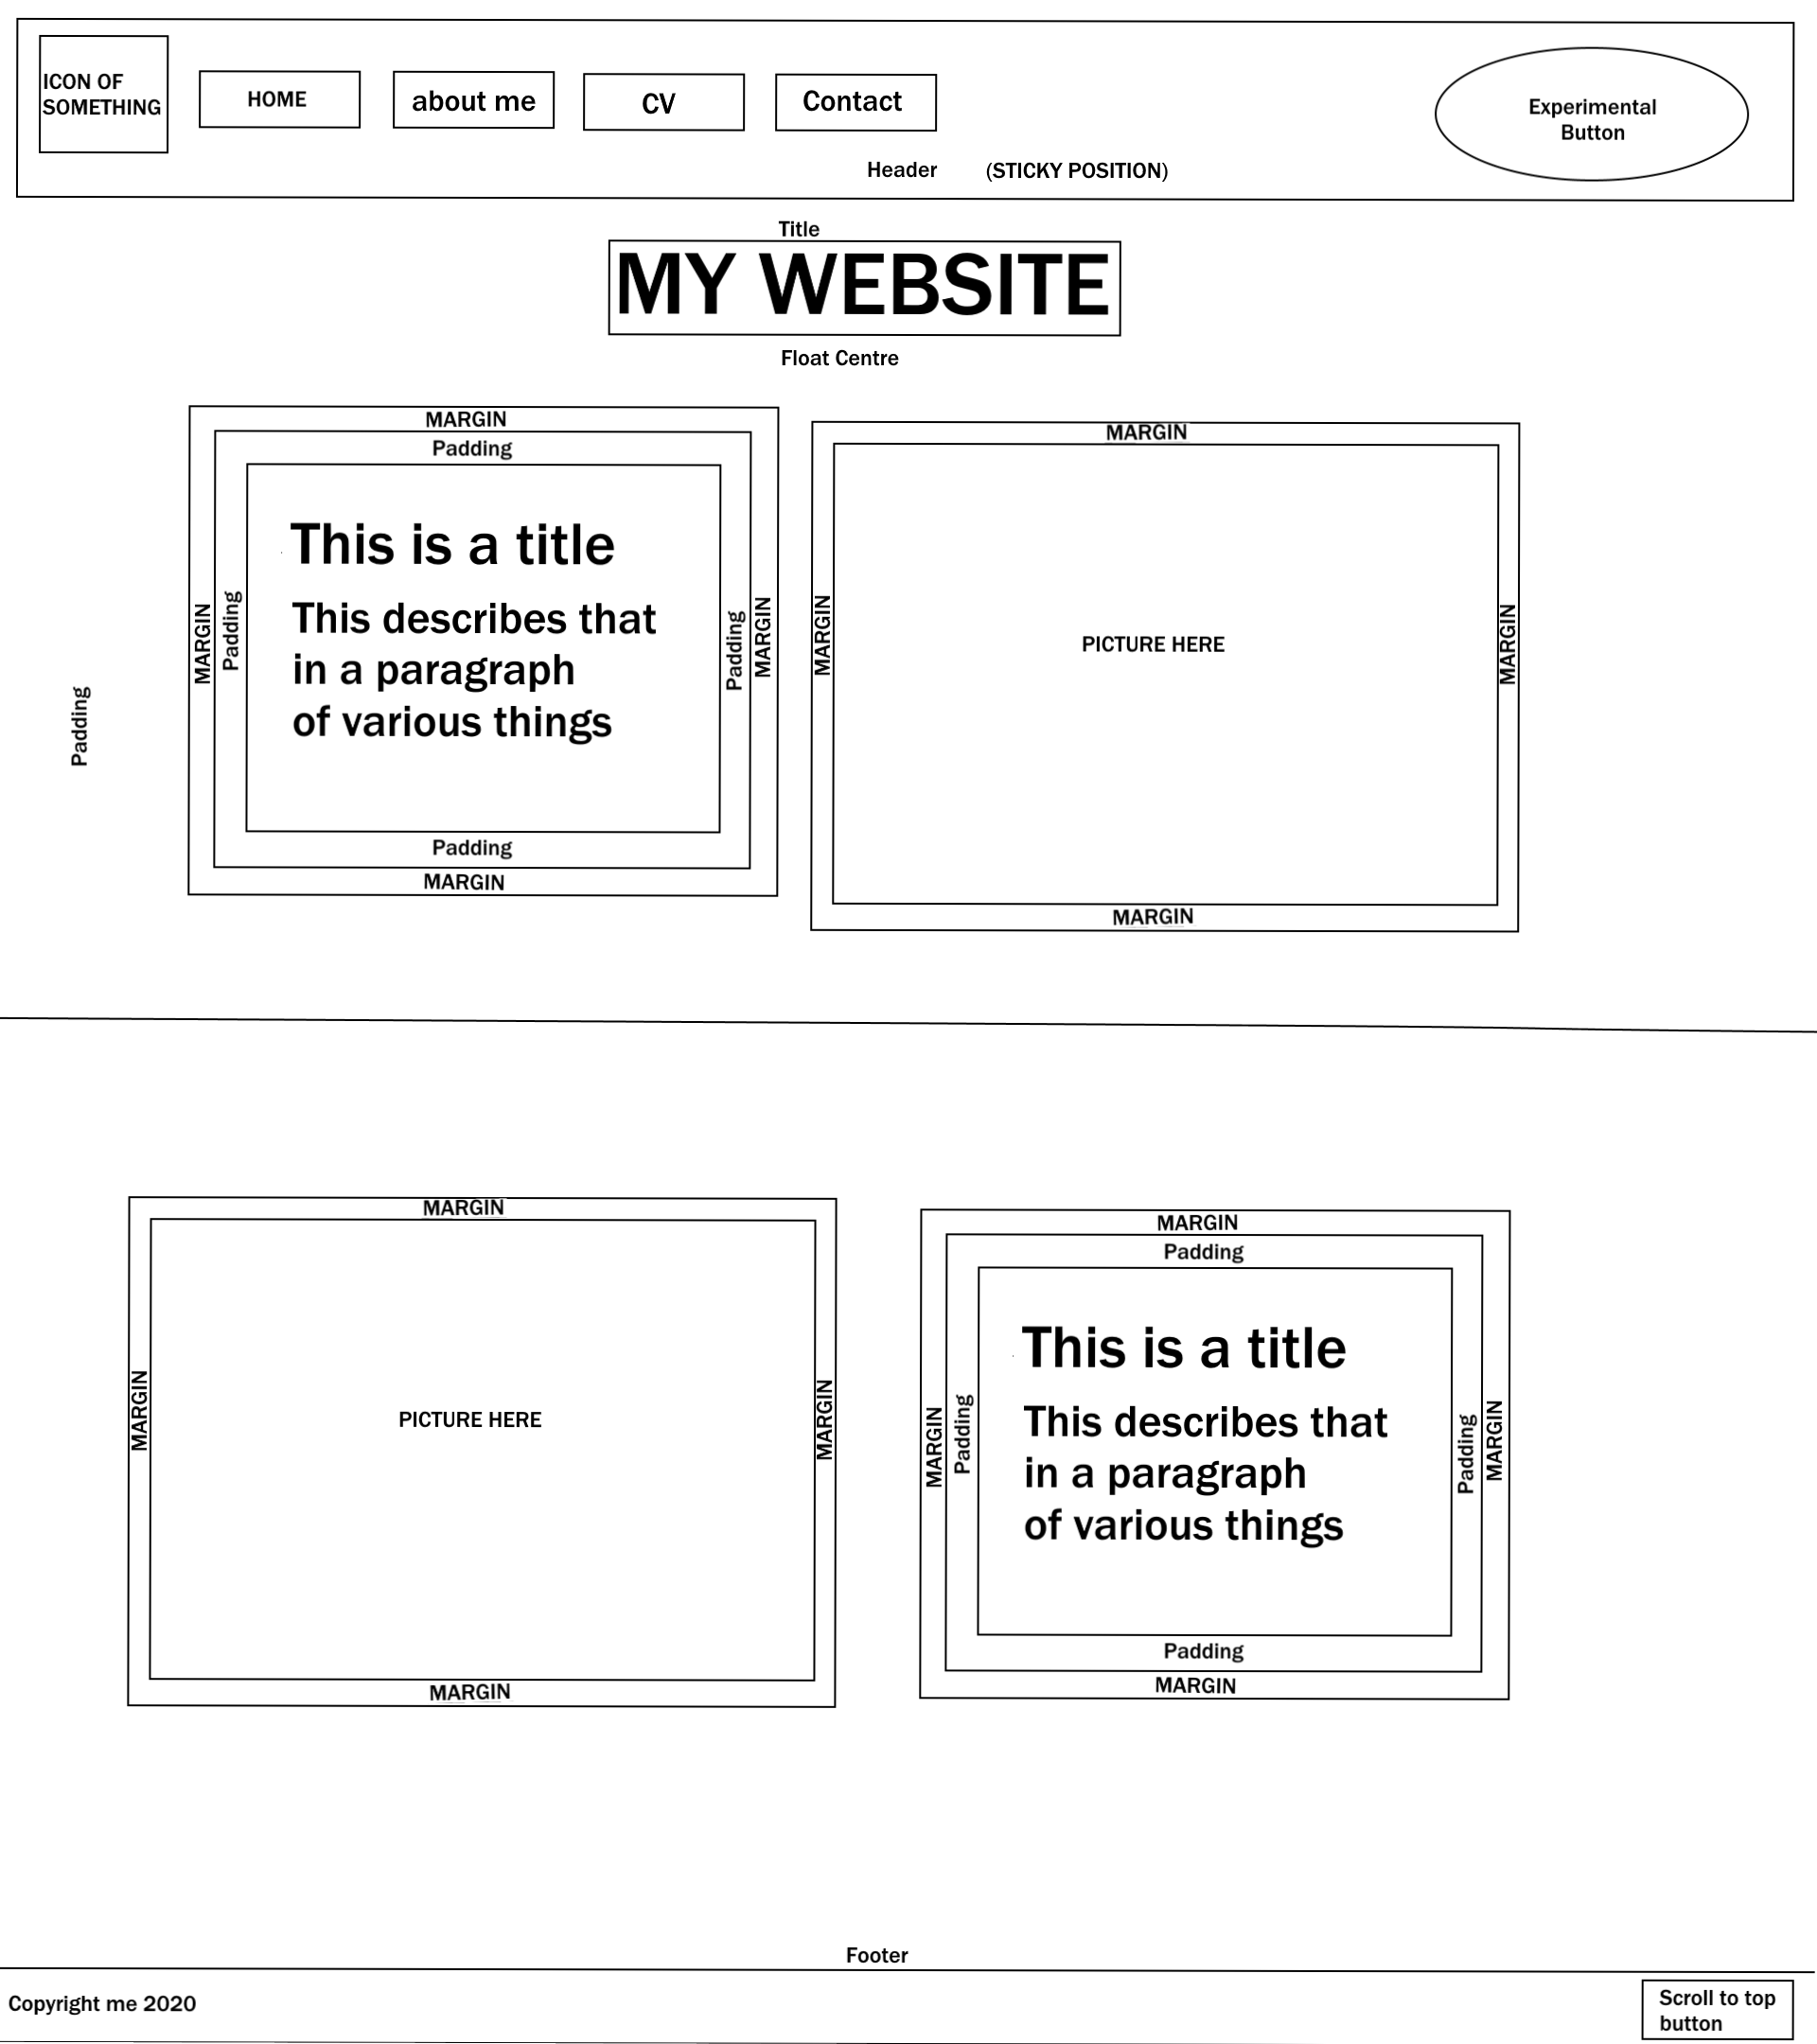 ICON OF
SOMETHING
HOME
about me
CV
Contact
Experimental
Button
Header (STICKY POSITION)
Title
MY WEBSITE
Float Centre
MARGIN
Padding
MARGIN
Padding
This is a title
This describes that
in a paragraph
of various things
Padding
MARGIN
Padding
MARGIN
Padding
MARGIN
MARGIN
PICTURE HERE
MARGIN
MARGIN
MARGIN
MARGIN
PICTURE HERE
MARGIN
MARGIN
MARGIN
Padding
MARGIN
Padding
This is a title
This describes that
in a paragraph
of various things
Padding
MARGIN
Padding
MARGIN
Footer
Copyright me 2020
Scroll to top
button